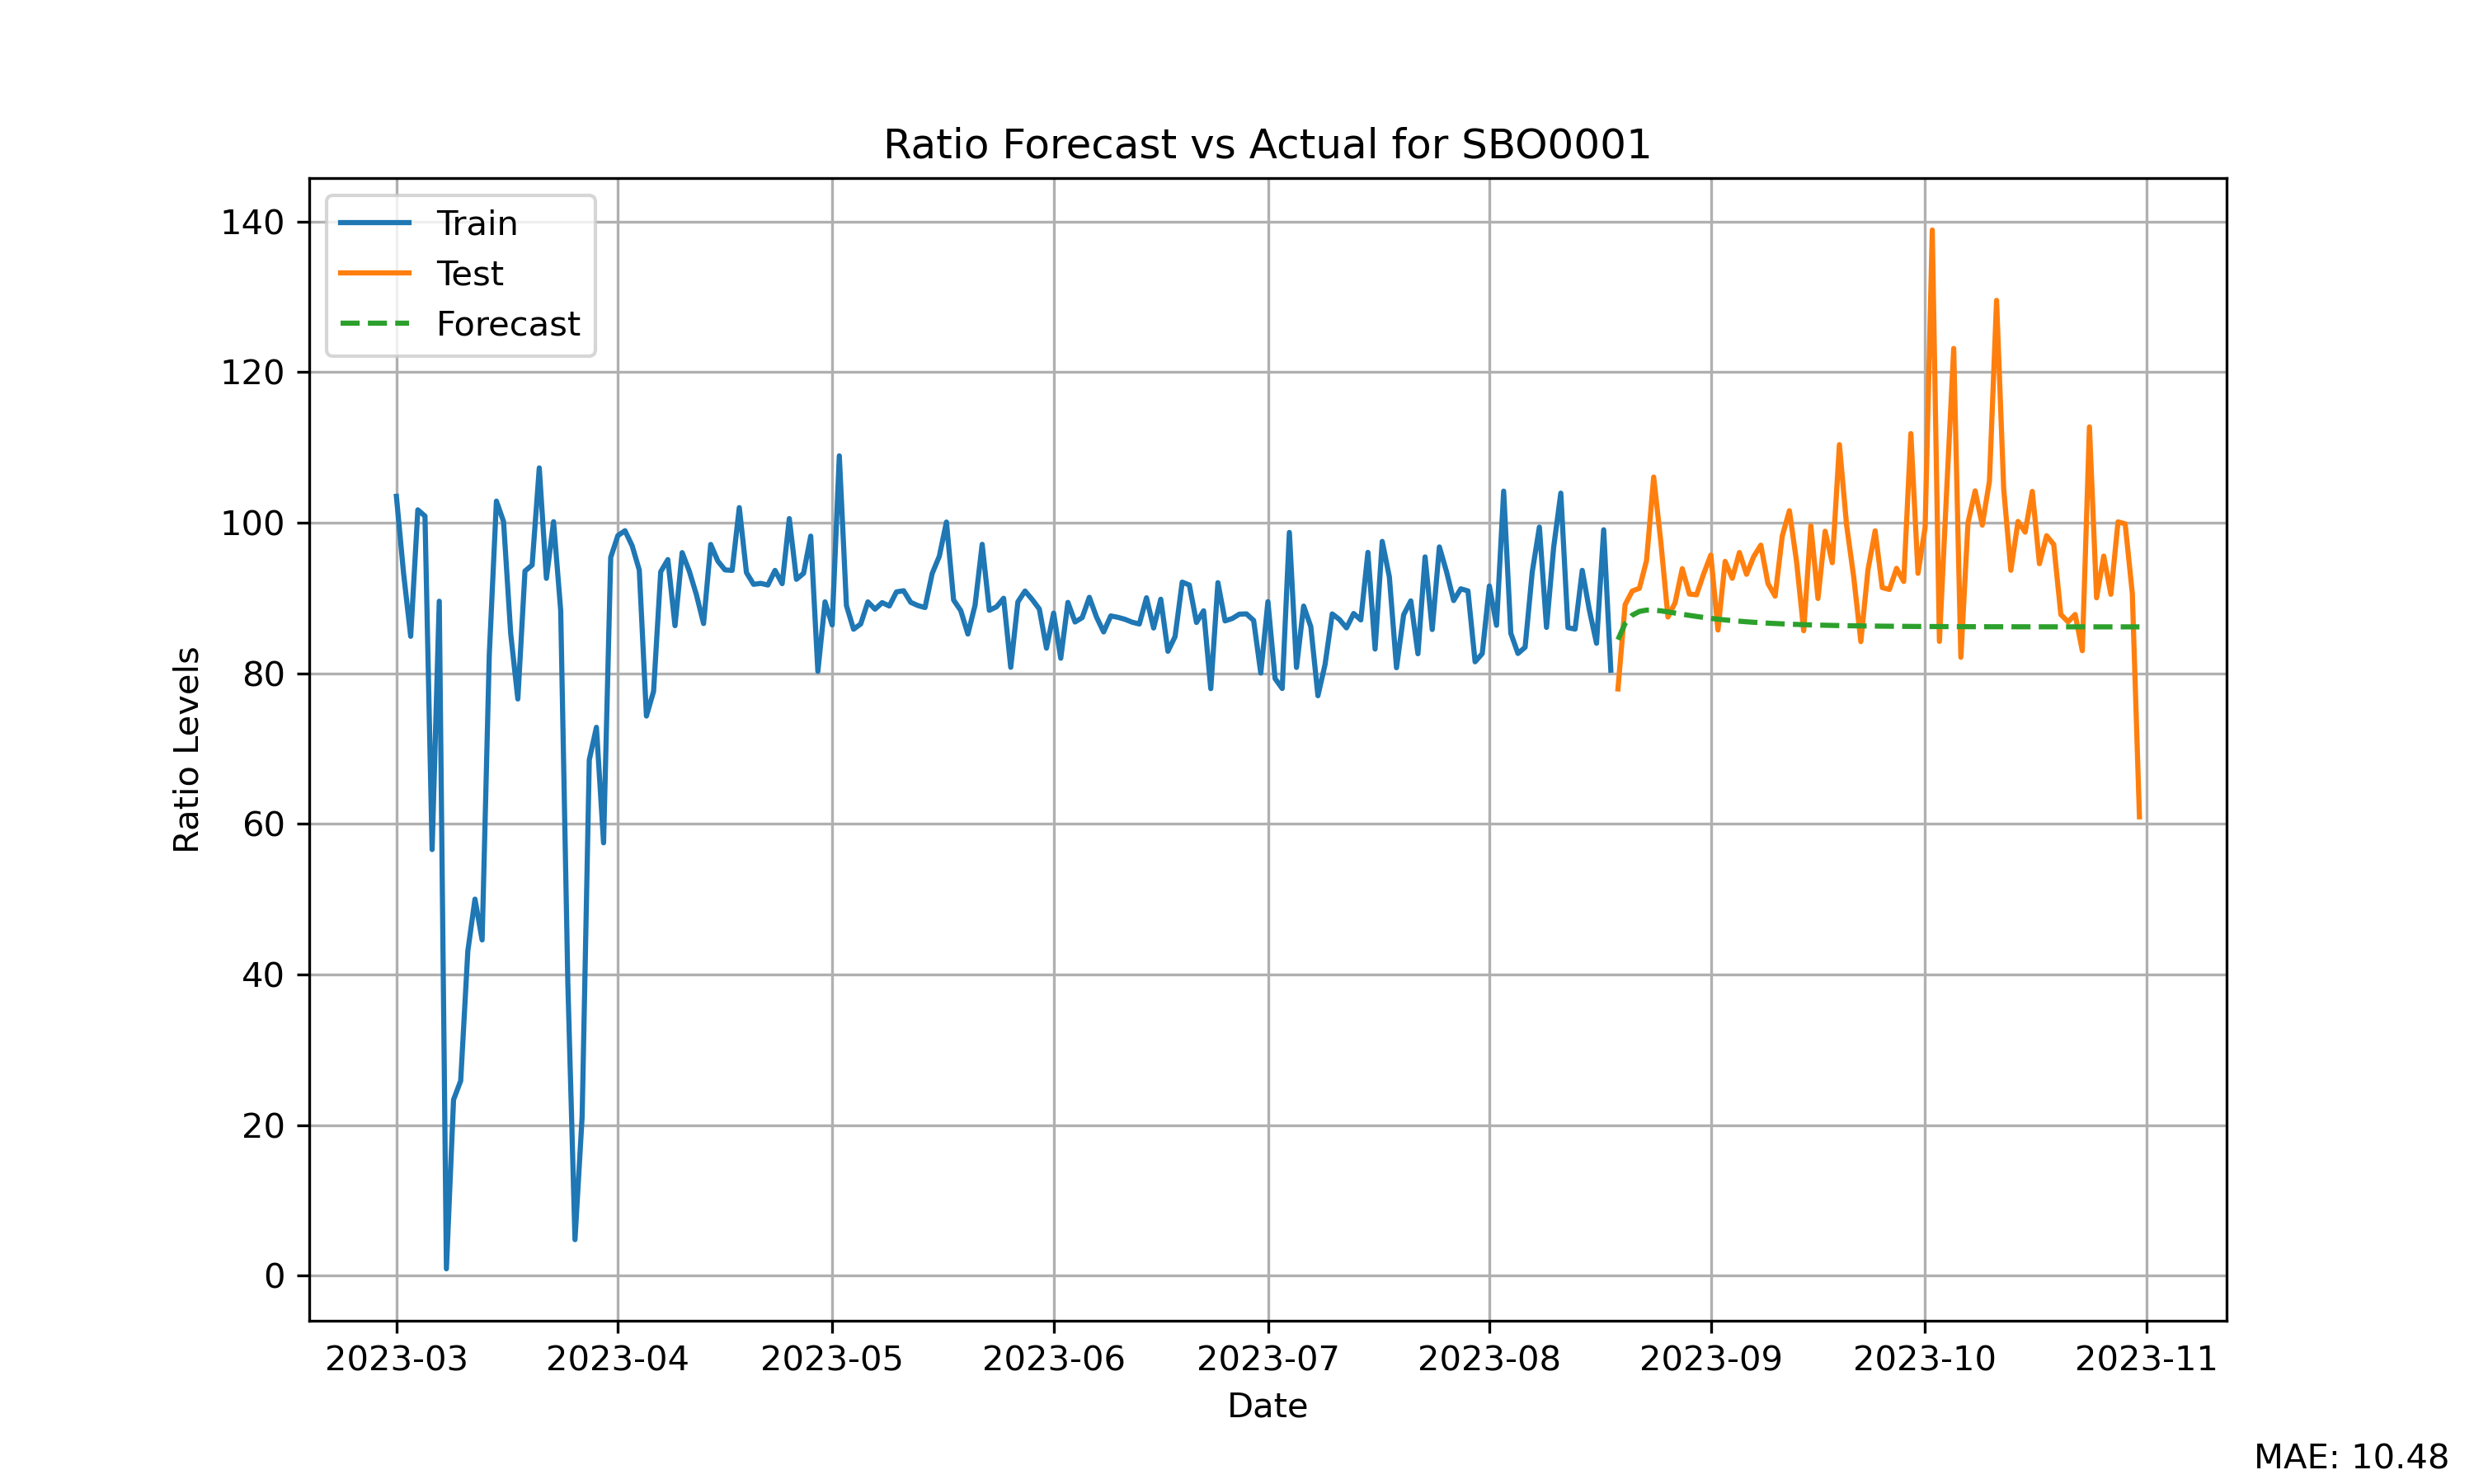 Ratio Forecast vs Actual for SBO0001
Train
Test
Forecast
140
120
100
80
60
40
20
0
Ratio Levels
2023-03 2023-04 2023-05 2023-06 2023-07 2023-08 2023-09 2023-10 2023-11
Date
MAE: 10.48